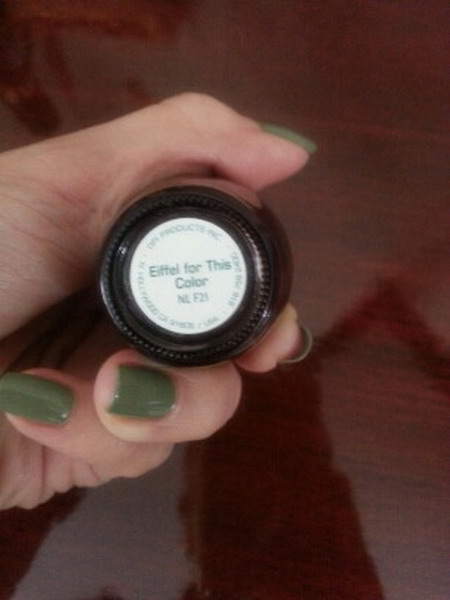 OPI PRODUCTS INC.
Eiffel for This
Color
NL F21